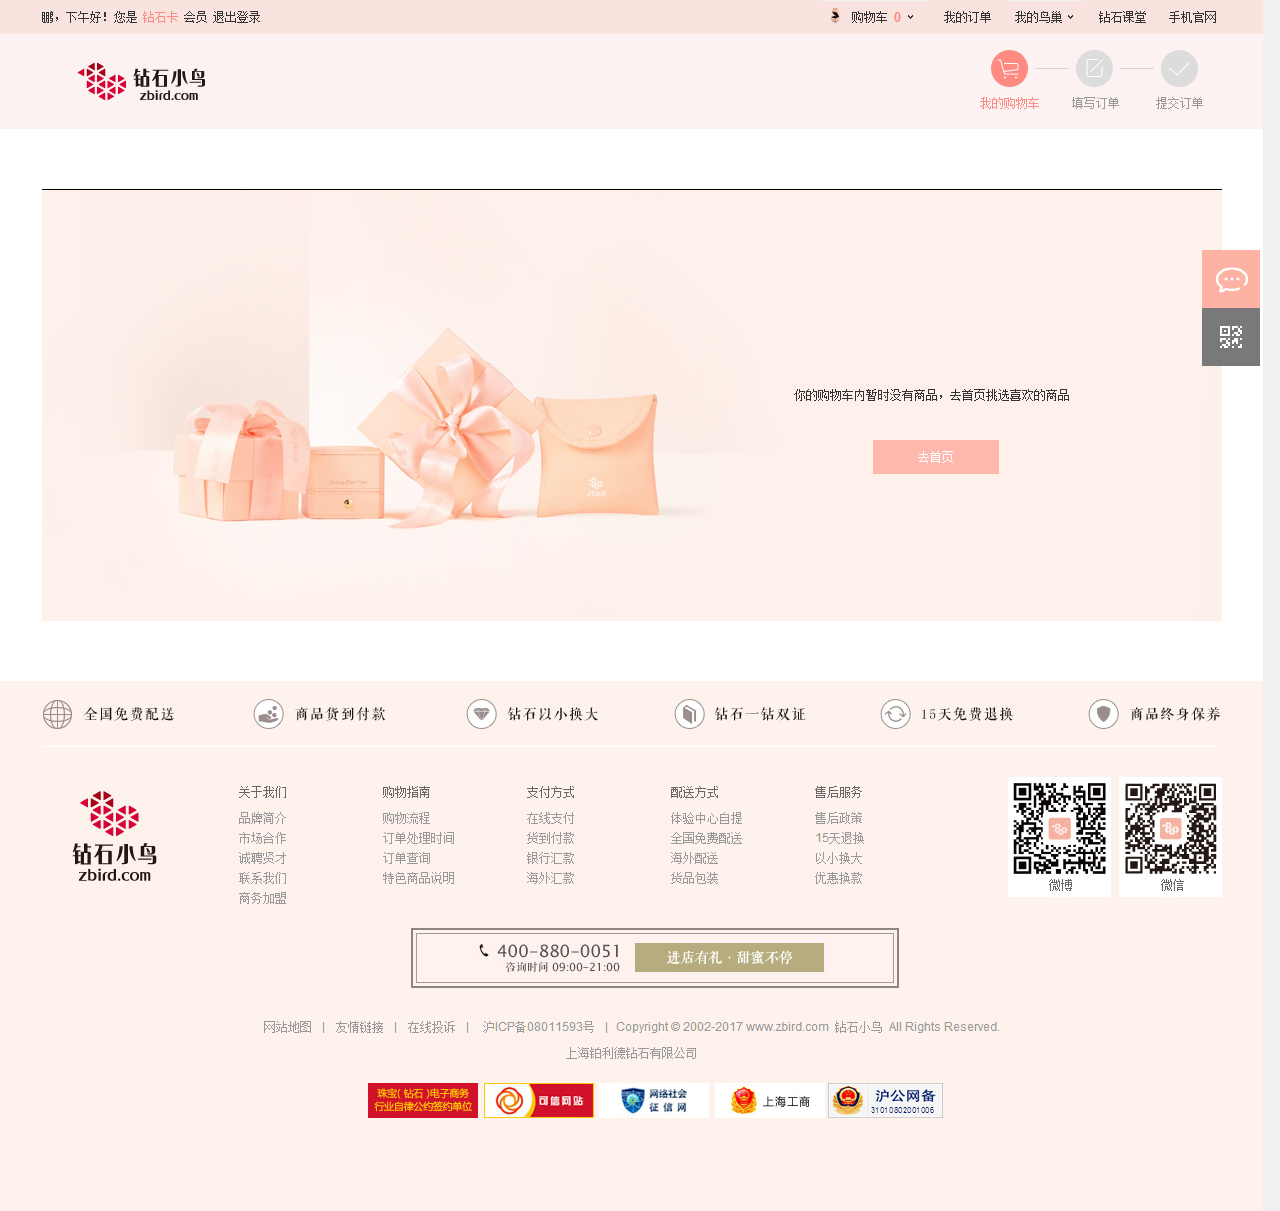 鹏，下午好！您是 钻石卡 会员 退出登录
购物车 0 我的订单 我的鸟巢 钻石课堂 手机官网
钻石小鸟
zbird.com
我的购物车 填写订单 提交订单
zbird
你的购物车内暂时没有商品，去首页挑选喜欢的商品
去首页
全国免费配送 商品货到付款 钻石以小换大 钻石一钻双证 15天免费退换 商品终身保养
钻石小鸟
zbird.com
关于我们
品牌简介
市场合作
诚聘贤才
联系我们
商务加盟
购物指南
购物流程
订单处理时间
订单查询
特色商品说明
支付方式
在线支付
货到付款
银行汇款
海外汇款
配送方式
体验中心自提
全国免费配送
海外配送
货品包装
售后服务
售后政策
15天退换
以小换大
优惠换款
微博 微信
400-880-0051
咨询时间 09:00-21:00
进店有礼·甜蜜不停
网站地图 | 友情链接 | 在线投诉 | 沪ICP备08011593号 | Copyright © 2002-2017 www.zbird.com 钻石小鸟 All Rights Reserved.
上海铂利德钻石有限公司
珠宝(钻石)电子商务
行业自律公约签约单位
可信网站
网络社会
征信网
上海工商
沪公网备
31010802001006